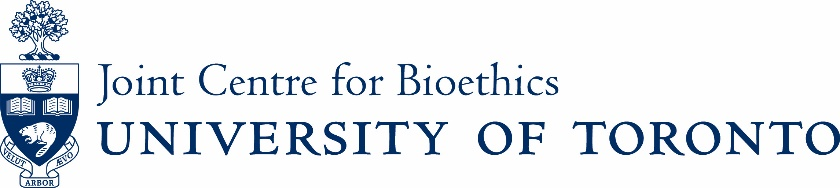 Joint Centre for Bioethics
UNIVERSITY OF TORONTO
VELUT
ARBOR
ÆVO